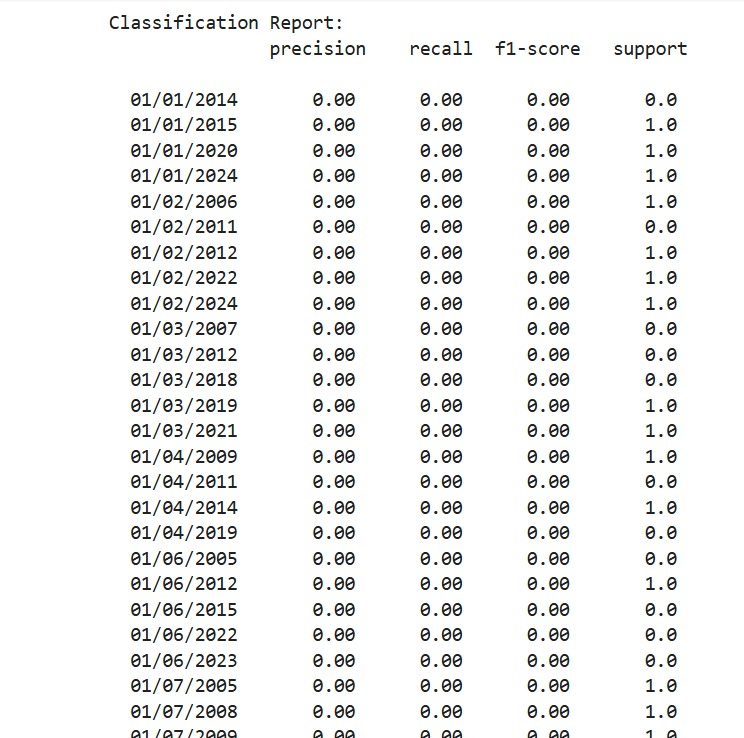 Classification Report:
precision recall f1-score support
01/01/2014 0.00 0.00 0.00 0.0
01/01/2015 0.00 0.00 0.00 1.0
01/01/2020 0.00 0.00 0.00 1.0
01/01/2024 0.00 0.00 0.00 1.0
01/02/2006 0.00 0.00 0.00 1.0
01/02/2011 0.00 0.00 0.00 0.0
01/02/2012 0.00 0.00 0.00 1.0
01/02/2022 0.00 0.00 0.00 1.0
01/02/2024 0.00 0.00 0.00 1.0
01/03/2007 0.00 0.00 0.00 0.0
01/03/2012 0.00 0.00 0.00 0.0
01/03/2018 0.00 0.00 0.00 0.0
01/03/2019 0.00 0.00 0.00 1.0
01/03/2021 0.00 0.00 0.00 1.0
01/04/2009 0.00 0.00 0.00 1.0
01/04/2011 0.00 0.00 0.00 0.0
01/04/2014 0.00 0.00 0.00 1.0
01/04/2019 0.00 0.00 0.00 0.0
01/06/2005 0.00 0.00 0.00 0.0
01/06/2012 0.00 0.00 0.00 1.0
01/06/2015 0.00 0.00 0.00 0.0
01/06/2022 0.00 0.00 0.00 0.0
01/06/2023 0.00 0.00 0.00 0.0
01/07/2005 0.00 0.00 0.00 1.0
01/07/2008 0.00 0.00 0.00 1.0
01/07/2009 0.00 0.00 0.00 1.0